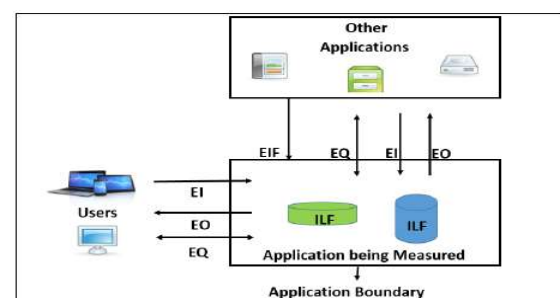 Other
Applications
EIF
EQ
EI
EO
EI
Users
EO
EQ
ILF
ILF
Application being Measured
Application Boundary